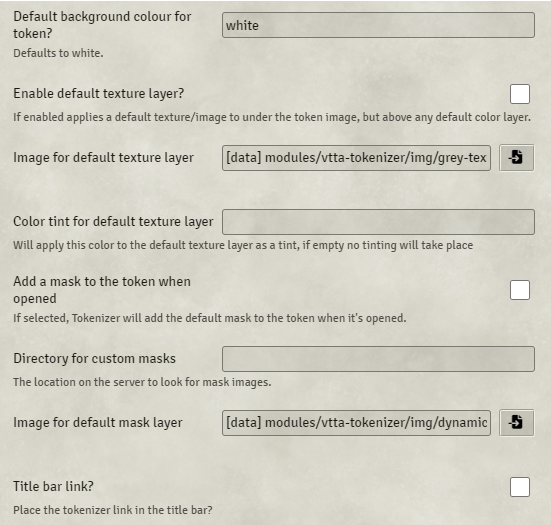 Default background colour for
token?
white
Defaults to white.
Enable default texture layer?
If enabled applies a default texture/image to under the token image, but above any default color layer.
Image for default texture layer
[data] modules/vtta-tokenizer/img/grey-tex
Color tint for default texture layer
Will apply this color to the default texture layer as a tint, if empty no tinting will take place
Add a mask to the token when
opened
If selected, Tokenizer will add the default mask to the token when it's opened.
Directory for custom masks
The location on the server to look for mask images.
Image for default mask layer
[data] modules/vtta-tokenizer/img/dynamic
Title bar link?
Place the tokenizer link in the title bar?